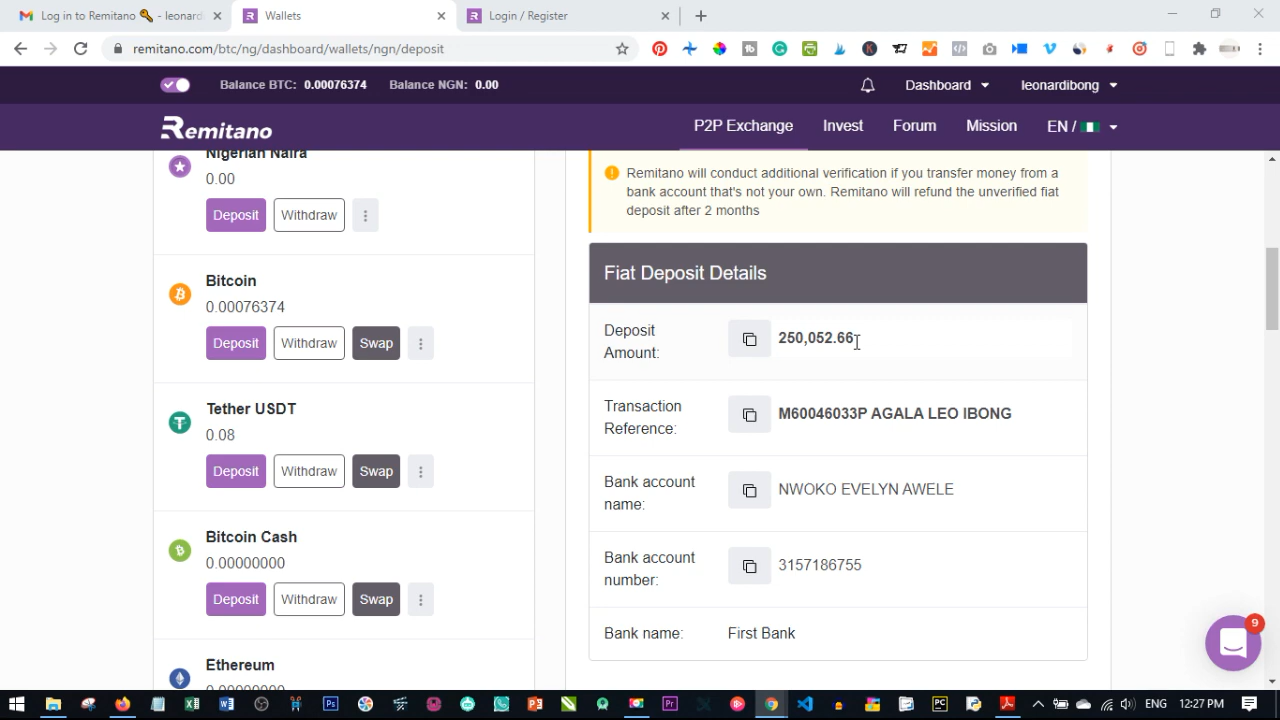 Log in to Remitano 🔑 - leonardi
Wallets
Login / Register
remitano.com/btc/ng/dashboard/wallets/ngn/deposit
Balance BTC: 0.00076374
Balance NGN: 0.00
Dashboard
leonardibong
Remitano
P2P Exchange
Invest
Forum
Mission
EN /
Nigerian Naira
0.00
Deposit
Withdraw
Bitcoin
0.00076374
Deposit
Withdraw
Swap
Tether USDT
0.08
Deposit
Withdraw
Swap
Bitcoin Cash
0.00000000
Deposit
Withdraw
Swap
Ethereum
0.00000000
Remitano will conduct additional verification if you transfer money from a
bank account that's not your own. Remitano will refund the unverified fiat
deposit after 2 months
Fiat Deposit Details
Deposit
Amount:
250,052.66
Transaction
Reference:
M60046033P AGALA LEO IBONG
Bank account
name:
NWOKO EVELYN AWELE
Bank account
number:
3157186755
Bank name:
First Bank
9
ENG
12:27 PM